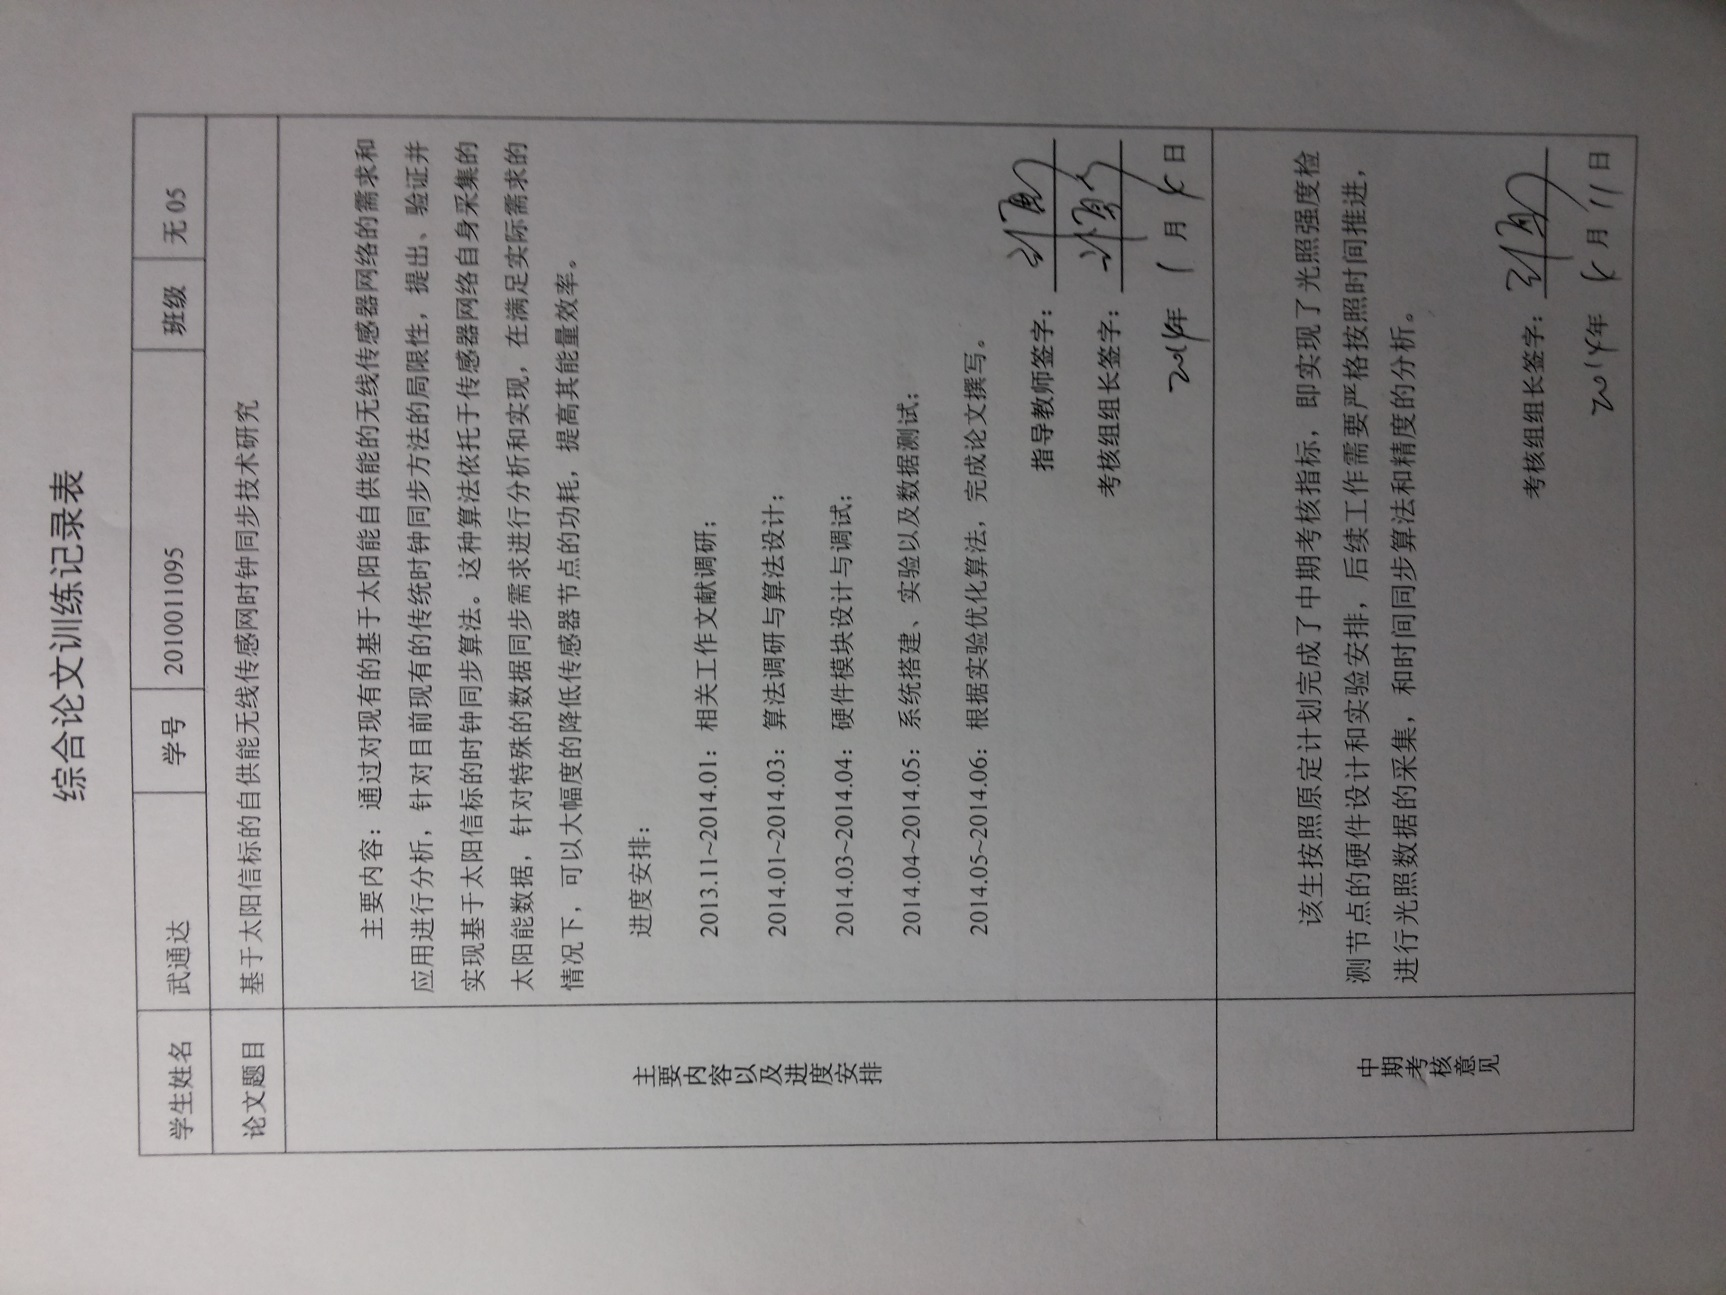 综合论文训练记录表
学生姓名 武通达 学号 2010011095 班级 无 05
论文题目 基于太阳信标的自供能无线传感网时钟同步技术研究
主要内容以及进度安排
主要内容：通过对现有的基于太阳能自供能的无线传感器网络的需求和
应用进行分析，针对目前现有的传统时钟同步方法的局限性，提出、验证并
实现基于太阳信标的时钟同步算法。这种算法依托于传感器网络自身采集的
太阳能数据，针对特殊的数据同步需求进行分析和实现，在满足实际需求的
情况下，可以大幅度的降低传感器节点的功耗，提高其能量效率。
进度安排：
2013.11~2014.01：相关工作文献调研；
2014.01~2014.03：算法调研与算法设计；
2014.03~2014.04：硬件模块设计与调试；
2014.04~2014.05：系统搭建、实验以及数据测试；
2014.05~2014.06：根据实验优化算法，完成论文撰写。
指导教师签字：
考核组组长签字：
2014年 1 月 日
中期考核意见
该生按照原定计划完成了中期考核指标，即实现了光照强度检
测节点的硬件设计和实验安排，后续工作需要严格按照时间推进，
进行光照数据的采集，和时间同步算法和精度的分析。
考核组组长签字：
2014年 月 11 日